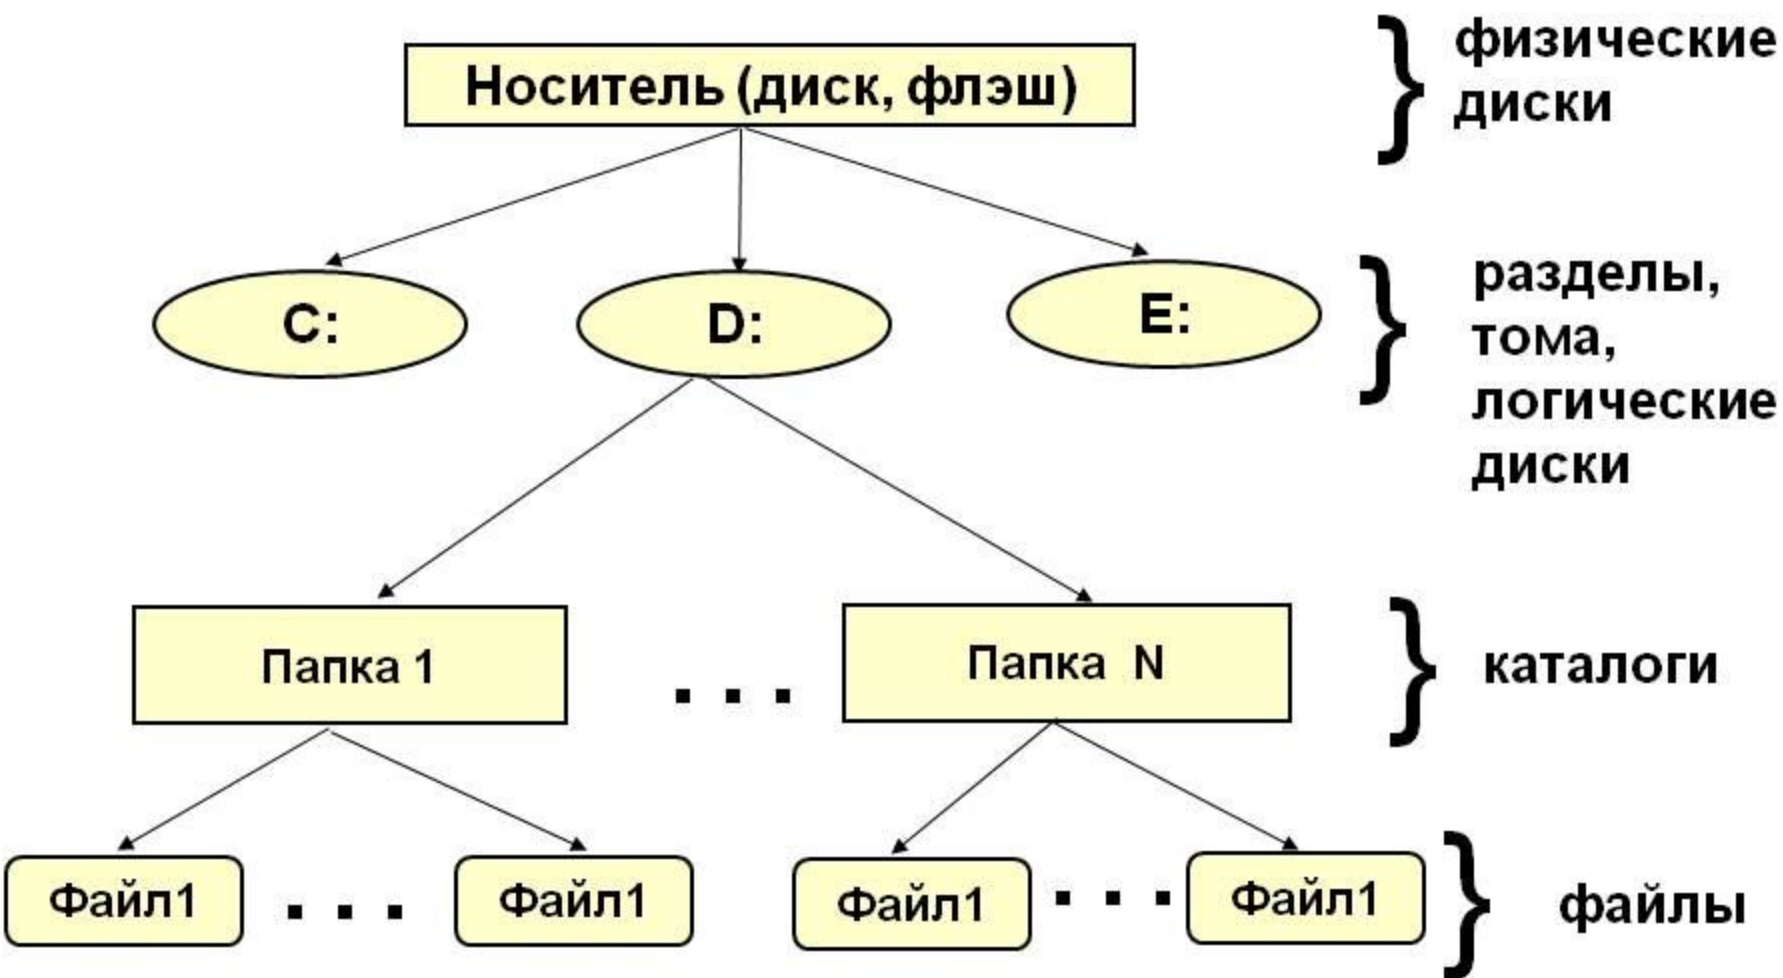 Носитель (диск, флэш)
физические
диски
C:
D:
E:
разделы,
тома,
логические
диски
Папка 1
. . .
Папка N
каталоги
Файл1
. . .
Файл1
Файл1
. . .
Файл1
файлы